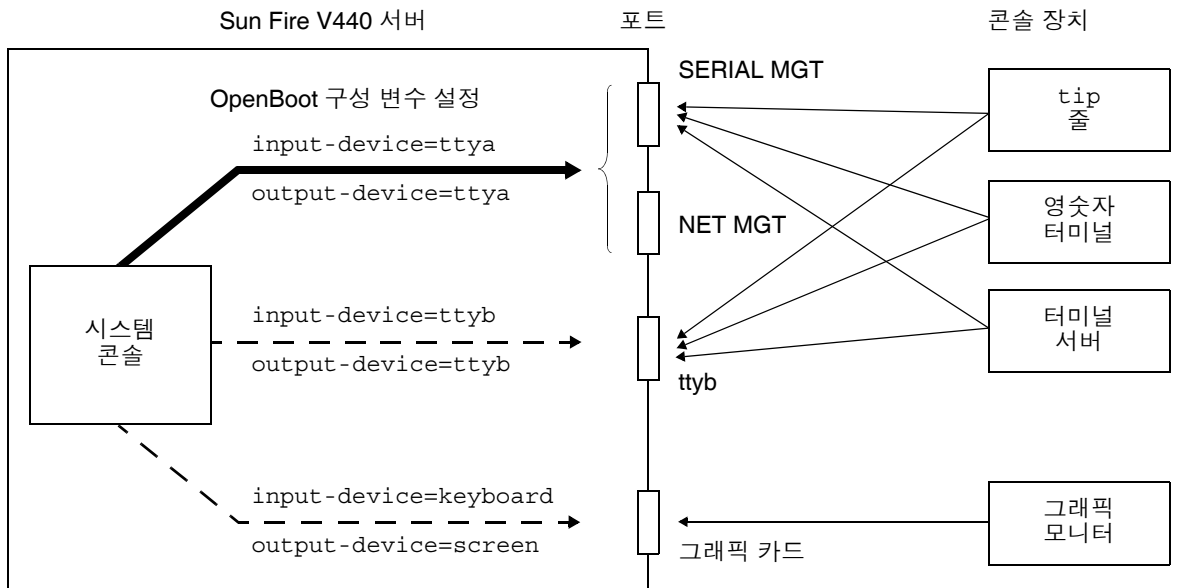 Sun Fire V440 서버
포트
콘솔 장치
OpenBoot 구성 변수 설정
input-device=ttya
output-device=ttya
시스템
콘솔
input-device=ttyb
output-device=ttyb
input-device=keyboard
output-device=screen
SERIAL MGT
NET MGT
ttyb
그래픽 카드
tip
줄
영숫자
터미널
터미널
서버
그래픽
모니터